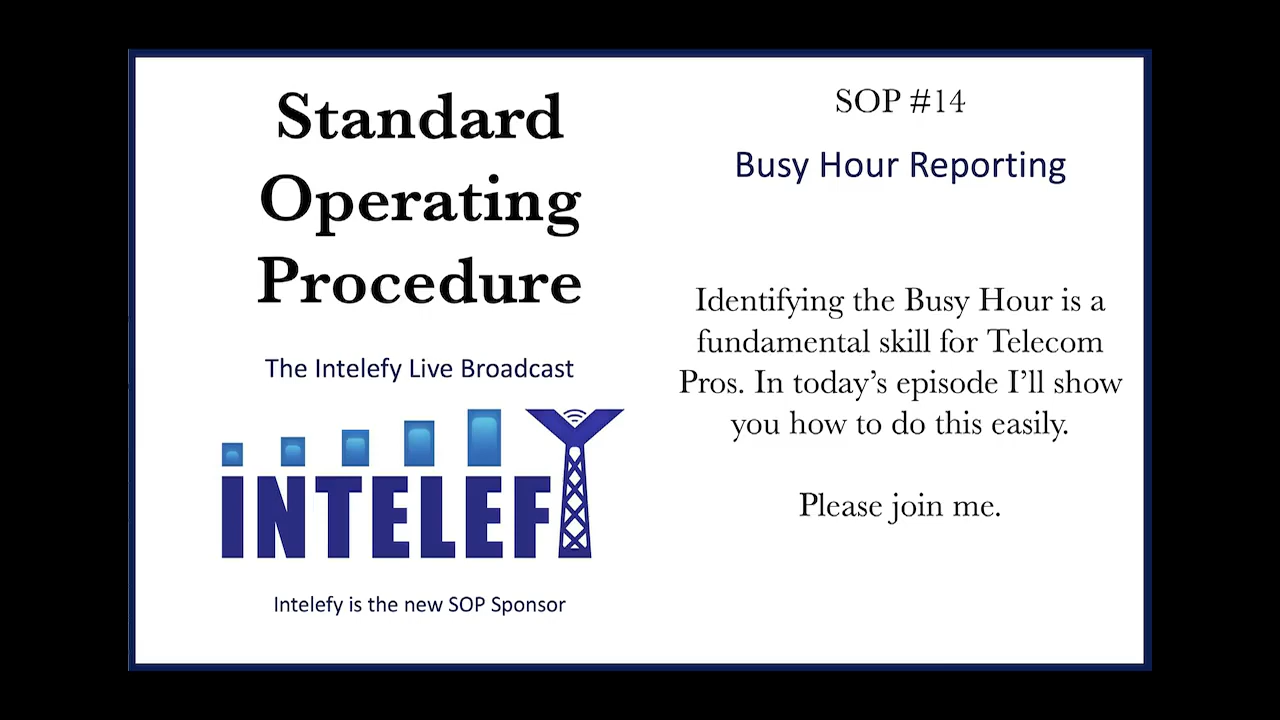 Standard
Operating
Procedure
The Intelefy Live Broadcast
INTELEFY
Intelefy is the new SOP Sponsor
SOP #14
Busy Hour Reporting
Identifying the Busy Hour is a
fundamental skill for Telecom
Pros. In today’s episode I’ll show
you how to do this easily.
Please join me.